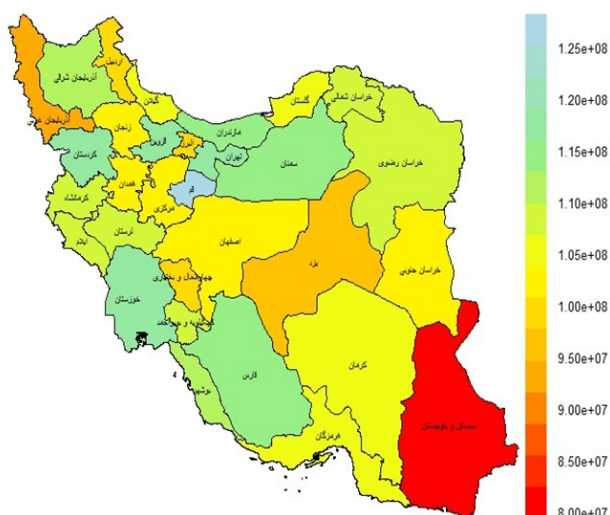 اردبیل
آذربایجان شرقی
گیلان
آذربایجان غربی
زنجان
قزوین
البرز
مازندران
تهران
گلستان
خراسان شمالی
خراسان رضوی
کردستان
همدان
سمنان
قم
مرکزی
کرمانشاه
لرستان
ایلام
اصفهان
یزد
خراسان جنوبی
چهارمحال و بختیاری
خوزستان
فارس
بوشهر
کرمان
هرمزگان
سیستان و بلوچستان
1.25e+08
1.20e+08
1.15e+08
1.10e+08
1.05e+08
1.00e+08
9.50e+07
9.00e+07
8.50e+07
8.00e+07